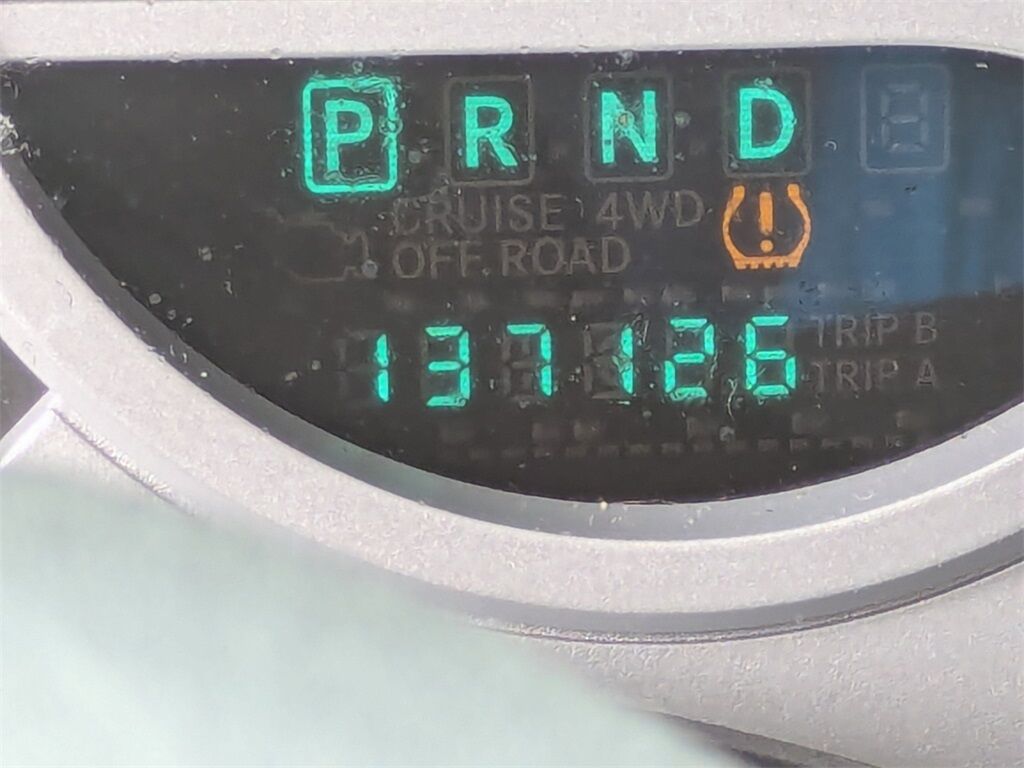 P R N D
CRUISE 4WD
OFF ROAD
TRIP B
137126
TRIP A